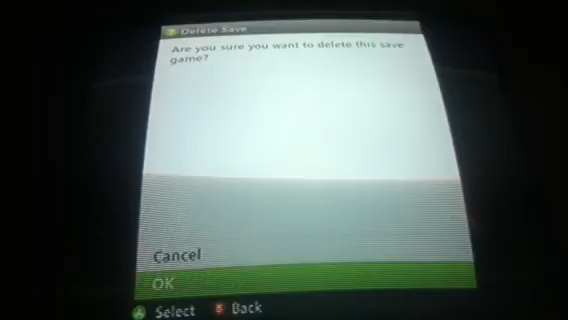 Delete Save
Are you sure you want to delete this save
game?
Cancel
OK
Select Back